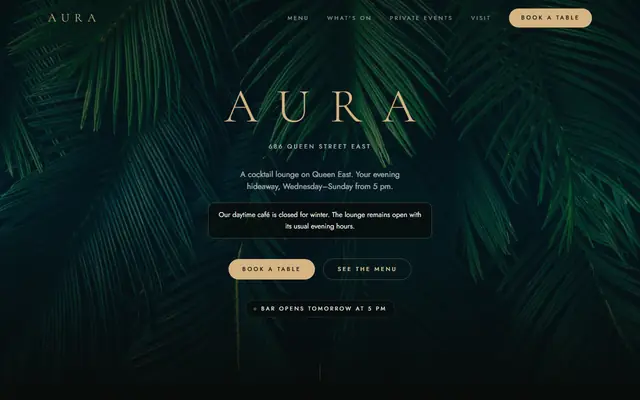 AURA
MENU
WHAT'S ON
PRIVATE EVENTS
VISIT
BOOK A TABLE
AURA
686 QUEEN STREET EAST
A cocktail lounge on Queen East. Your evening
hideaway, Wednesday–Sunday from 5 pm.
Our daytime café is closed for winter. The lounge remains open with
its usual evening hours.
BOOK A TABLE
SEE THE MENU
BAR OPENS TOMORROW AT 5 PM